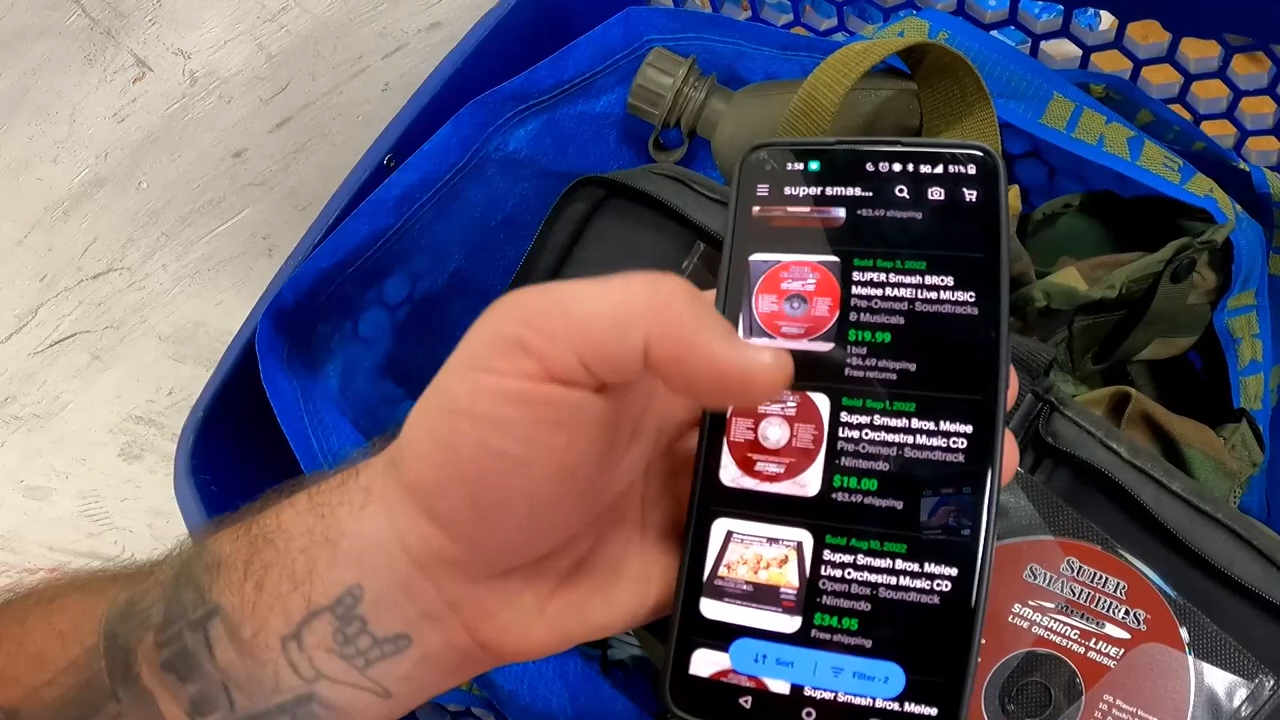 IKEA
3:58
5G
51%
super smas...
+$3.49 shipping
Sold Sep 3, 2022
SUPER Smash BROS
Melee RARE! Live MUSIC
Pre-Owned · Soundtracks
& Musicals
$19.99
1 bid
+$4.49 shipping
Free returns
Sold Sep 1, 2022
Super Smash Bros. Melee
Live Orchestra Music CD
Pre-Owned · Soundtrack
· Nintendo
$18.00
+$3.49 shipping
Sold Aug 10, 2022
Super Smash Bros. Melee
Live Orchestra Music CD
Open Box · Soundtrack
· Nintendo
$34.95
Free shipping
Sort
Filter · 2
Super Smash Bros. Melee
SUPER
SMASH BROS.
Melee
SMASHING...LIVE!
LIVE ORCHESTRA MUSIC